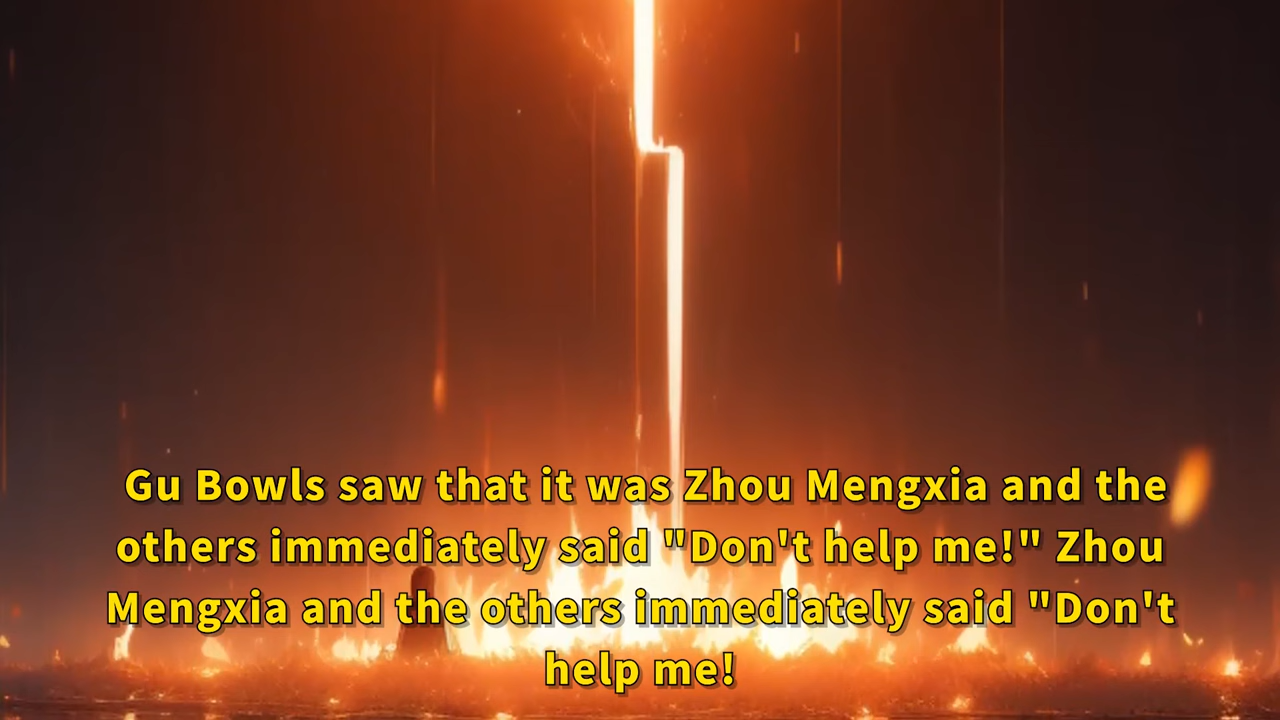 Gu Bowls saw that it was Zhou Mengxia and the
others immediately said "Don't help me!" Zhou
Mengxia and the others immediately said "Don't
help me!